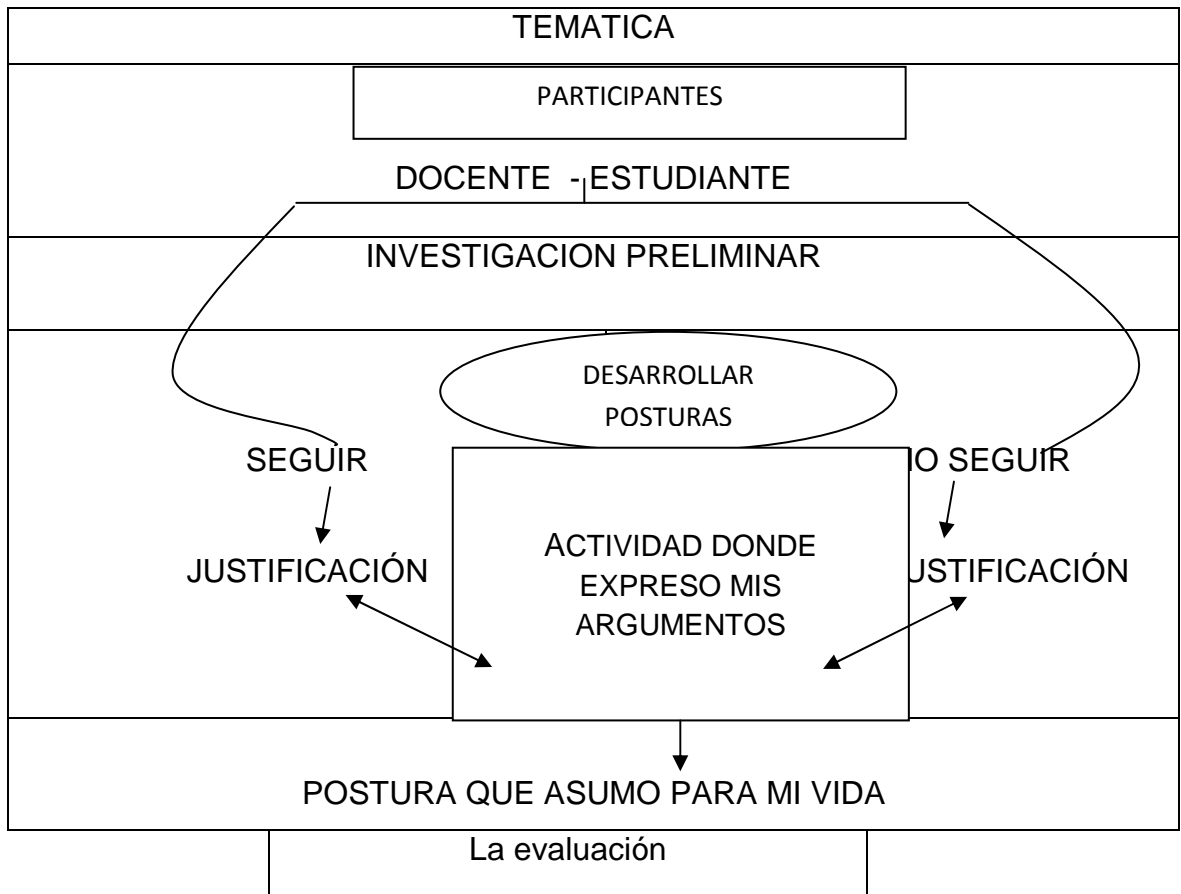 TEMATICA
PARTICIPANTES
DOCENTE - ESTUDIANTE
INVESTIGACION PRELIMINAR
DESARROLLAR
POSTURAS
SEGUIR
IO SEGUIR
ACTIVIDAD DONDE
EXPRESO MIS
ARGUMENTOS
JUSTIFICACIÓN
USTIFICACIÓN
POSTURA QUE ASUMO PARA MI VIDA
La evaluación